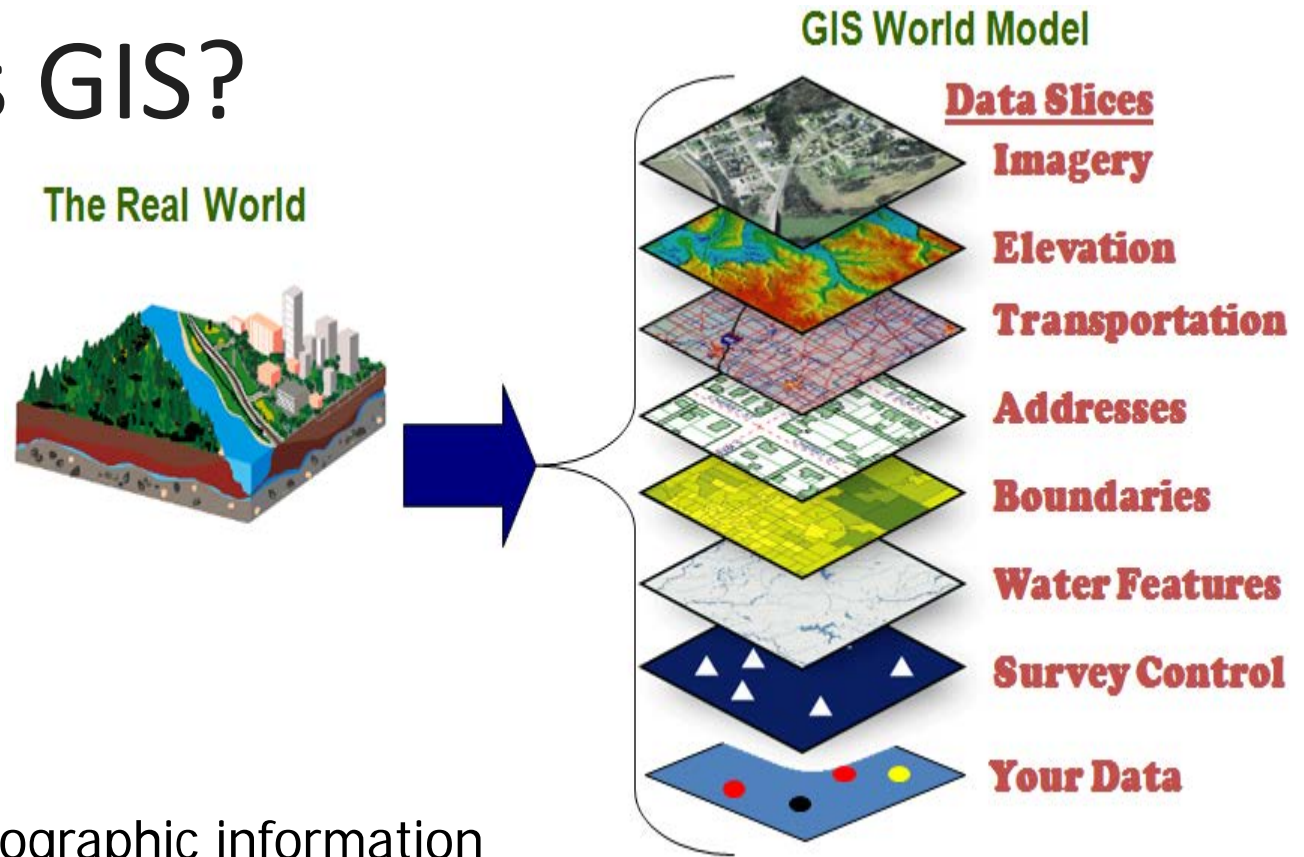 s GIS?
The Real World
GIS World Model
Data Slices
Imagery
Elevation
Transportation
Addresses
Boundaries
Water Features
Survey Control
Your Data
ographic information